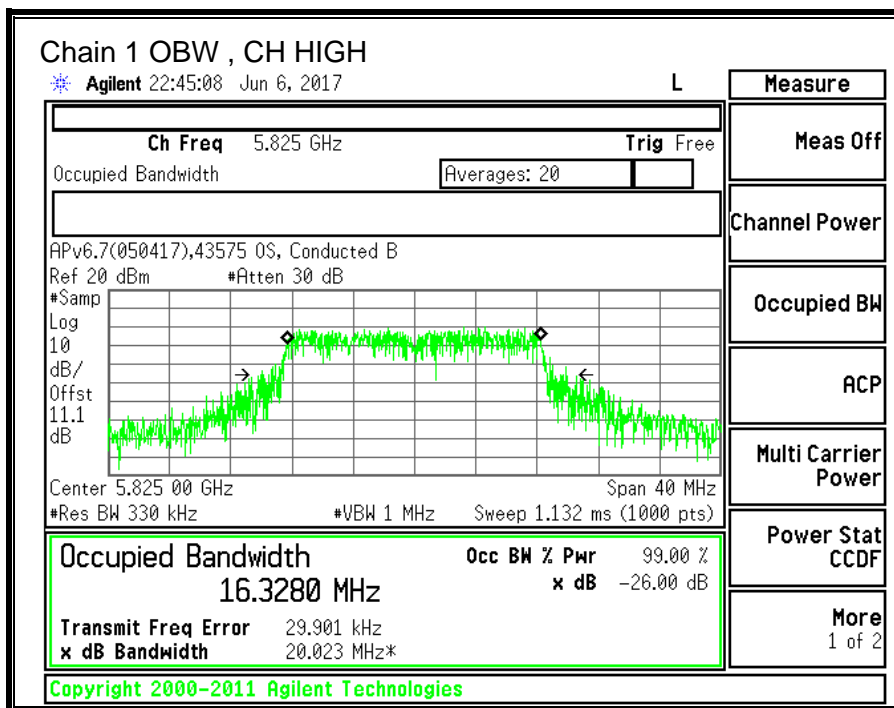 Chain 1 OBW , CH HIGH
Agilent 22:45:08 Jun 6, 2017 L
Measure
Ch Freq 5.825 GHz Trig Free
Occupied Bandwidth Averages: 20
APv6.7(050417),43575 OS, Conducted B
Ref 20 dBm #Atten 30 dB
#Samp
Log
10
dB/
Offst
11.1
dB
Center 5.825 00 GHz Span 40 MHz
#Res BW 330 kHz #VBW 1 MHz Sweep 1.132 ms (1000 pts)
Occupied Bandwidth
16.3280 MHz
Occ BW % Pwr 99.00 %
x dB -26.00 dB
Transmit Freq Error 29.901 kHz
x dB Bandwidth 20.023 MHz*
Meas Off
Channel Power
Occupied BW
ACP
Multi Carrier
Power
Power Stat
CCDF
More
1 of 2
Copyright 2000-2011 Agilent Technologies